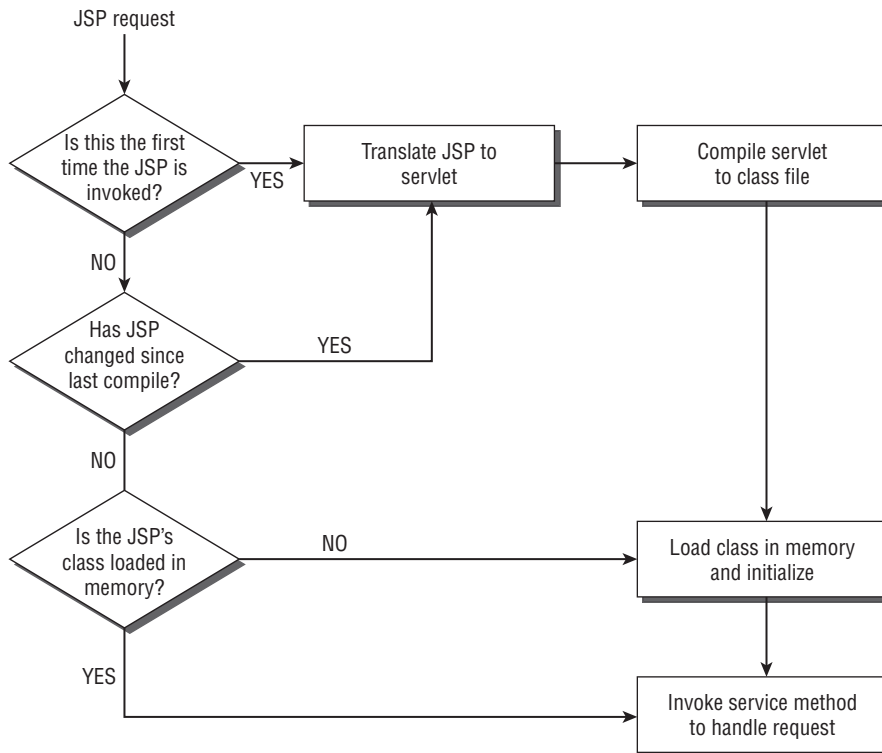 JSP request
Is this the first
time the JSP is
invoked?
YES
Translate JSP to
servlet
Compile servlet
to class file
NO
Has JSP
changed since
last compile?
YES
NO
Is the JSP's
class loaded in
memory?
NO
Load class in memory
and initialize
YES
Invoke service method
to handle request